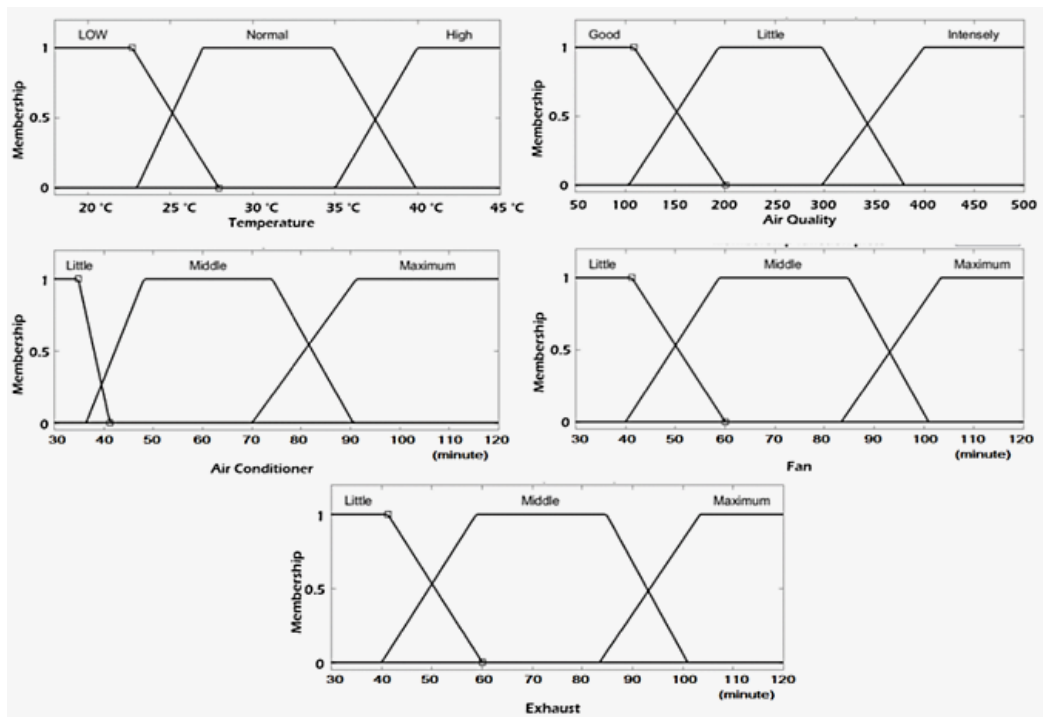 LOW Normal High
1
0.5
0
Membership
20 °C 25 °C 30 °C 35 °C 40 °C 45 °C
Temperature
Good Little Intensely
1
0.5
0
Membership
50 100 150 200 250 300 350 400 450 500
Air Quality
Little Middle Maximum
1
0.5
0
Membership
30 40 50 60 70 80 90 100 110 120
(minute)
Air Conditioner
Little Middle Maximum
1
0.5
0
Membership
30 40 50 60 70 80 90 100 110 120
(minute)
Fan
Little Middle Maximum
1
0.5
0
Membership
30 40 50 60 70 80 90 100 110 120
(minute)
Exhaust